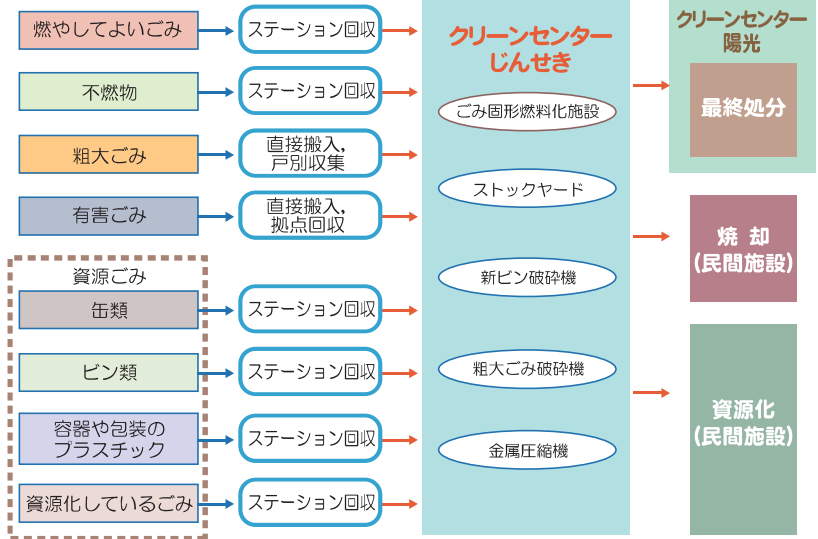 燃やしてよいごみ
ステーション回収
不燃物
ステーション回収
粗大ごみ
直接搬入,
戸別収集
有害ごみ
直接搬入,
拠点回収
資源ごみ
缶類
ステーション回収
ビン類
ステーション回収
容器や包装の
プラスチック
ステーション回収
資源化しているごみ
ステーション回収
クリーンセンター
じんせき
ごみ固形燃料化施設
ストックヤード
新ビン破砕機
粗大ごみ破砕機
金属圧縮機
クリーンセンター
陽光
最終処分
焼却
(民間施設)
資源化
(民間施設)